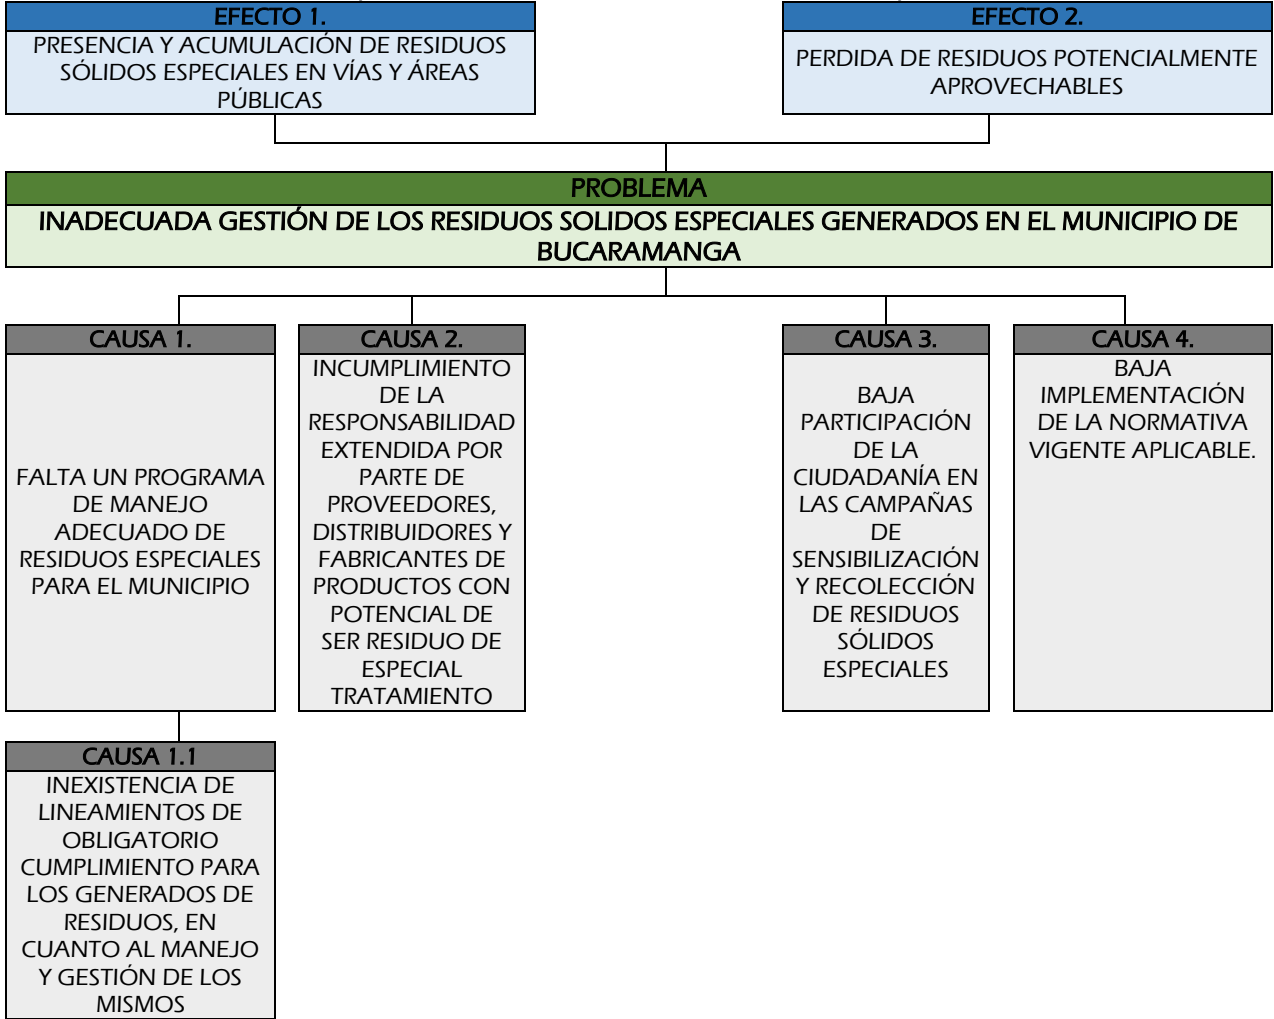 EFECTO 1.
PRESENCIA Y ACUMULACIÓN DE RESIDUOS
SÓLIDOS ESPECIALES EN VÍAS Y ÁREAS
PÚBLICAS
EFECTO 2.
PERDIDA DE RESIDUOS POTENCIALMENTE
APROVECHABLES
PROBLEMA
INADECUADA GESTIÓN DE LOS RESIDUOS SOLIDOS ESPECIALES GENERADOS EN EL MUNICIPIO DE
BUCARAMANGA
CAUSA 1.
FALTA UN PROGRAMA
DE MANEJO
ADECUADO DE
RESIDUOS ESPECIALES
PARA EL MUNICIPIO
CAUSA 2.
INCUMPLIMIENTO
DE LA
RESPONSABILIDAD
EXTENDIDA POR
PARTE DE
PROVEEDORES,
DISTRIBUIDORES Y
FABRICANTES DE
PRODUCTOS CON
POTENCIAL DE
SER RESIDUO DE
ESPECIAL
TRATAMIENTO
CAUSA 3.
BAJA
PARTICIPACIÓN
DE LA
CIUDADANÍA EN
LAS CAMPAÑAS
DE
SENSIBILIZACIÓN
Y RECOLECCIÓN
DE RESIDUOS
SÓLIDOS
ESPECIALES
CAUSA 4.
BAJA
IMPLEMENTACIÓN
DE LA NORMATIVA
VIGENTE APLICABLE.
CAUSA 1.1
INEXISTENCIA DE
LINEAMIENTOS DE
OBLIGATORIO
CUMPLIMIENTO PARA
LOS GENERADOS DE
RESIDUOS, EN
CUANTO AL MANEJO
Y GESTIÓN DE LOS
MISMOS